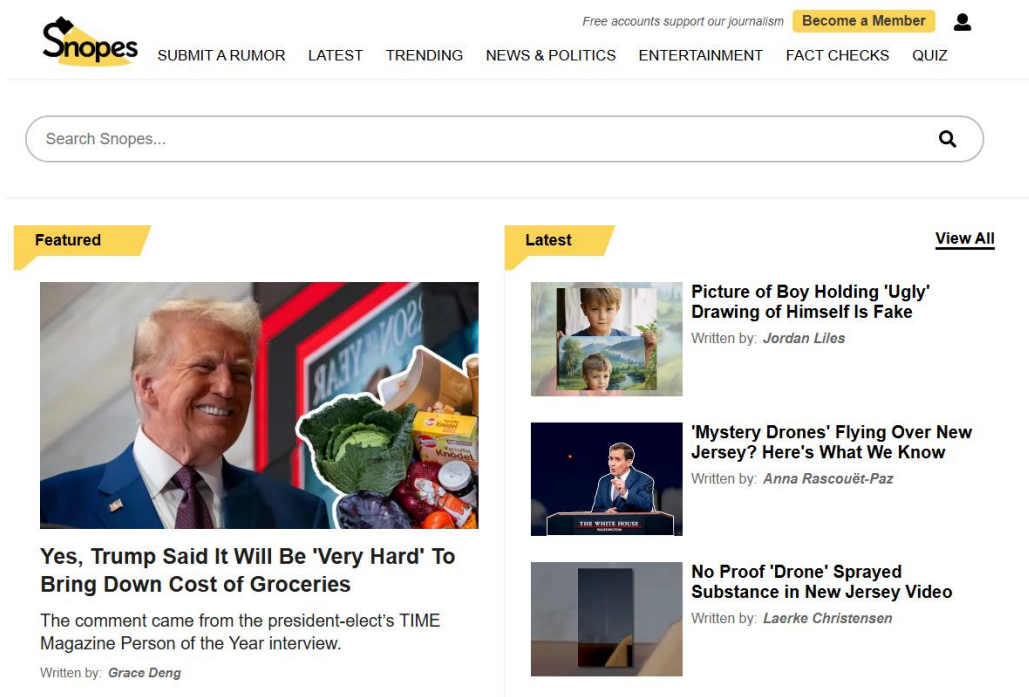 Free accounts support our journalism
Become a Member
Snopes
SUBMIT A RUMOR
LATEST
TRENDING
NEWS & POLITICS
ENTERTAINMENT
FACT CHECKS
QUIZ
Search Snopes...
Featured
Yes, Trump Said It Will Be 'Very Hard' To
Bring Down Cost of Groceries
The comment came from the president-elect's TIME
Magazine Person of the Year interview.
Written by: Grace Deng
Latest
View All
Picture of Boy Holding 'Ugly'
Drawing of Himself Is Fake
Written by: Jordan Liles
'Mystery Drones' Flying Over New
Jersey? Here's What We Know
Written by: Anna Rascouët-Paz
THE WHITE HOUSE
WASHINGTON
No Proof 'Drone' Sprayed
Substance in New Jersey Video
Written by: Laerke Christensen